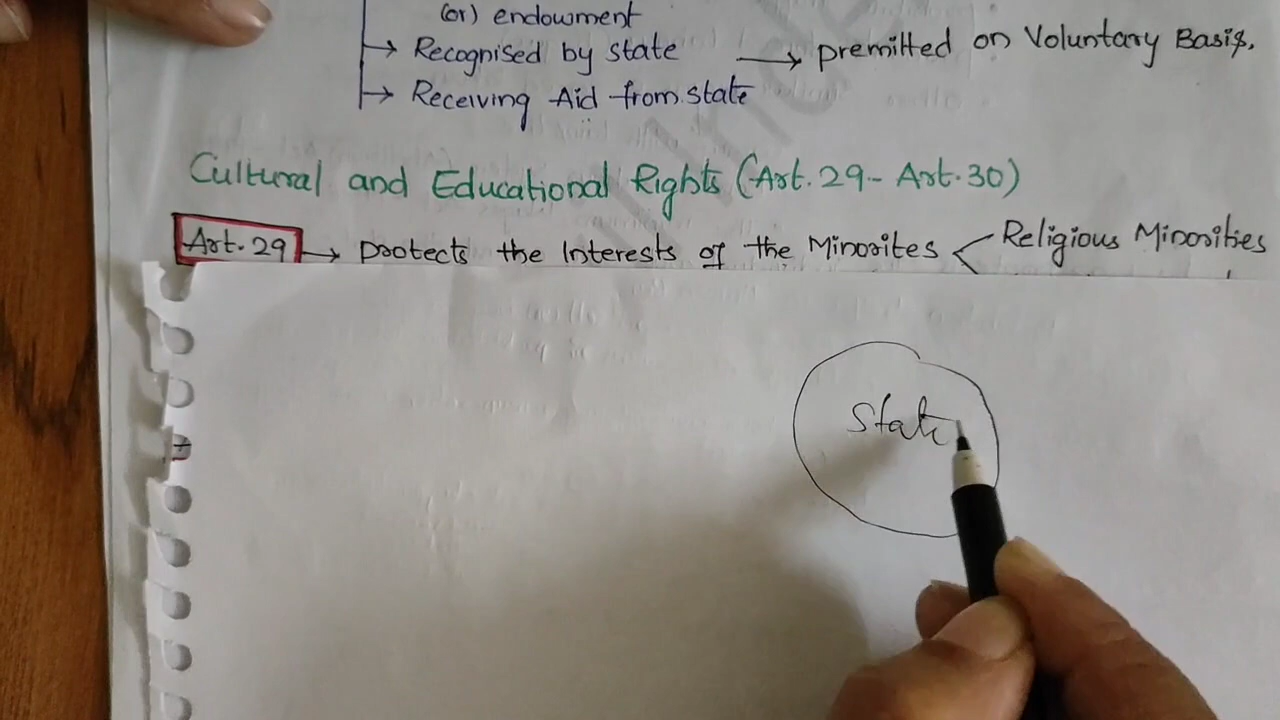 (or) endowment
→ Recognised by state → premitted on Voluntary Basis.
→ Receiving Aid from state
Cultural and Educational Rights (Art.29 - Art.30)
Art.29 → protects the Interests of the Minorites < Religious Minorities
State